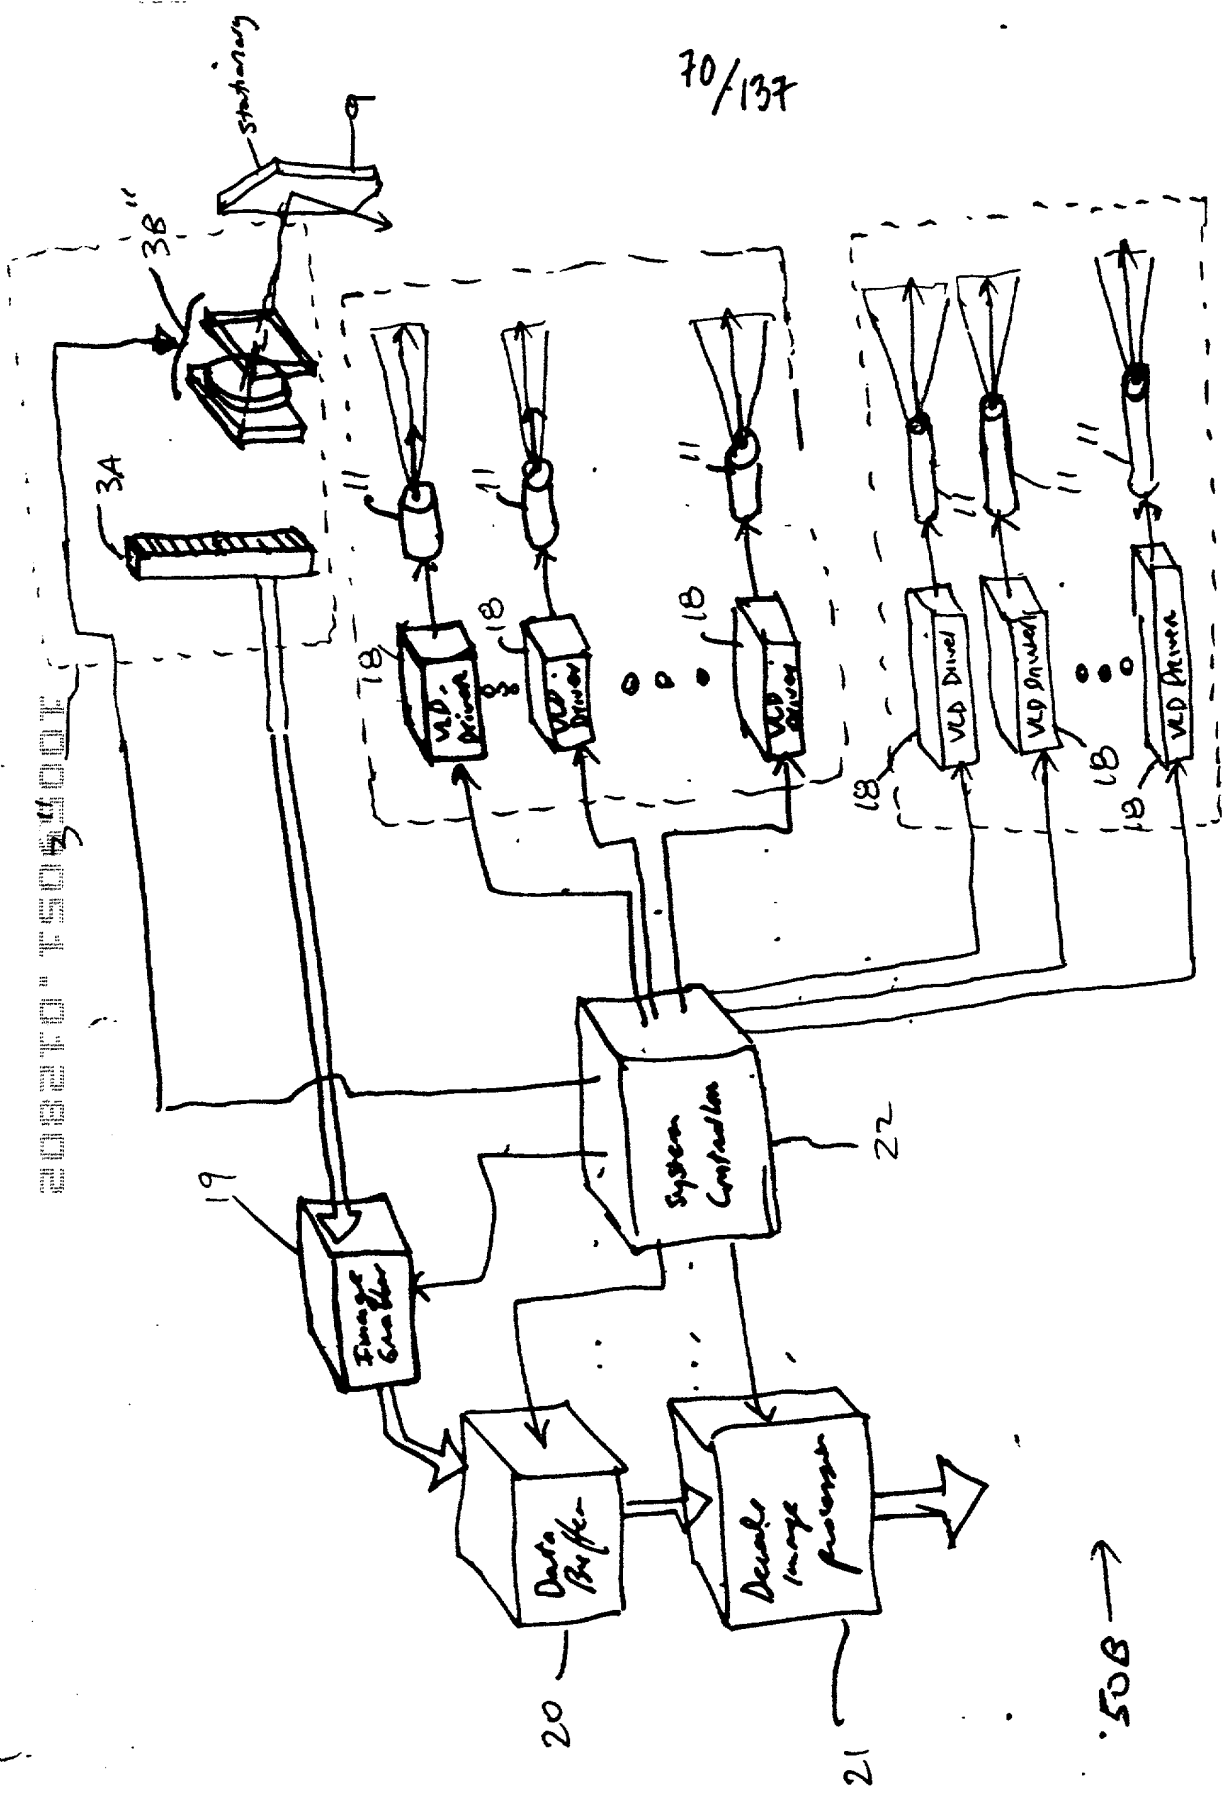 70/137
stationary
9
3B"
3A
3"
19
Image
Grabber
20
Data
Buffer
21
Decode
image
processor
22
System
Controller
18
VLD
Driver
11
18
VLD
Driver
11
18
VLD
Driver
11
18
VLD Driver
11
18
VLD Driver
11
18
VLD Driver
11
50B